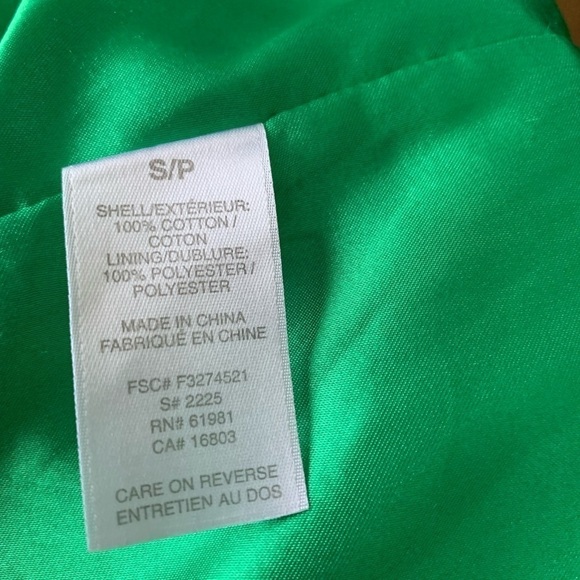 S/P
SHELL/EXTÉRIEUR:
100% COTTON /
COTON
LINING/DUBLURE:
100% POLYESTER /
POLYESTER
MADE IN CHINA
FABRIQUÉ EN CHINE
FSC# F3274521
S# 2225
RN# 61981
CA# 16803
CARE ON REVERSE
ENTRETIEN AU DOS